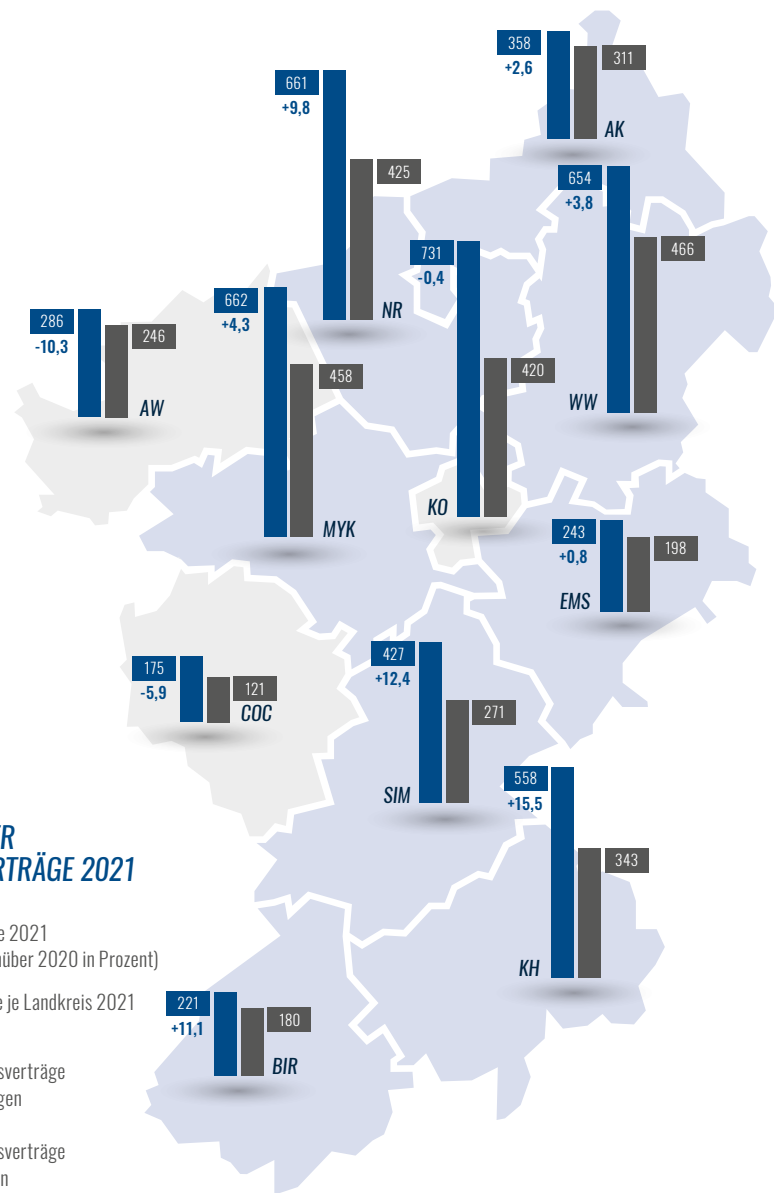 358
+2,6
311
AK
661
+9,8
425
NR
654
+3,8
466
WW
731
-0,4
420
KO
662
+4,3
458
MYK
286
-10,3
246
AW
243
+0,8
198
EMS
175
-5,9
121
COC
427
+12,4
271
SIM
558
+15,5
343
KH
221
+11,1
180
BIR
RTRÄGE 2021
e 2021
über 2020 in Prozent)
e je Landkreis 2021
sverträge
gen
sverträge
n